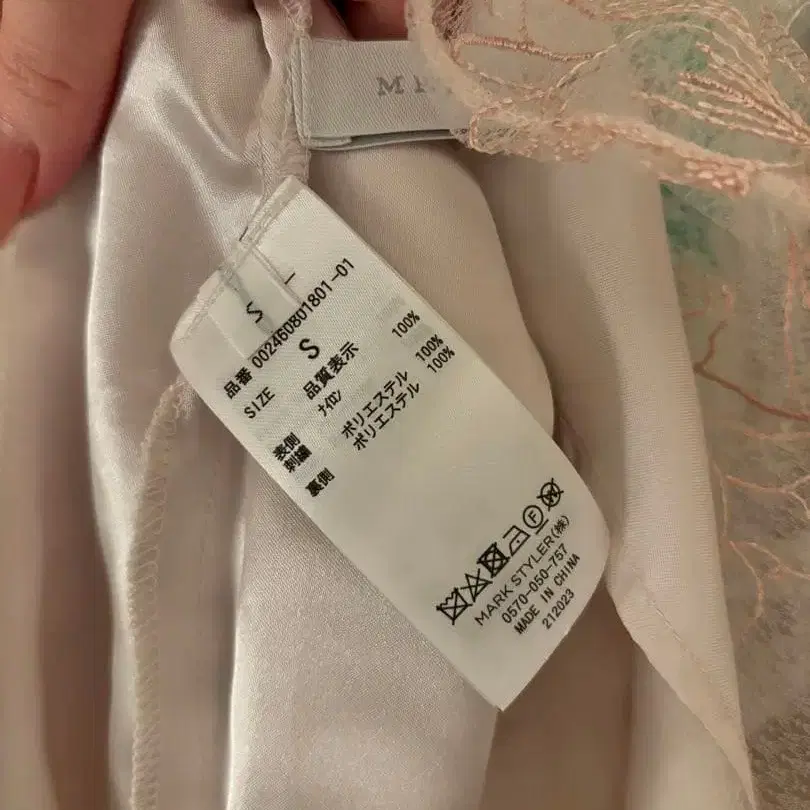 M
S
品番 002460801801-01
SIZE S
品質表示
表側 ナイロン 100%
刺繍 ポリエステル 100%
裏側 ポリエステル 100%
F
MARK STYLER(株)
0570-050-757
MADE IN CHINA
212023